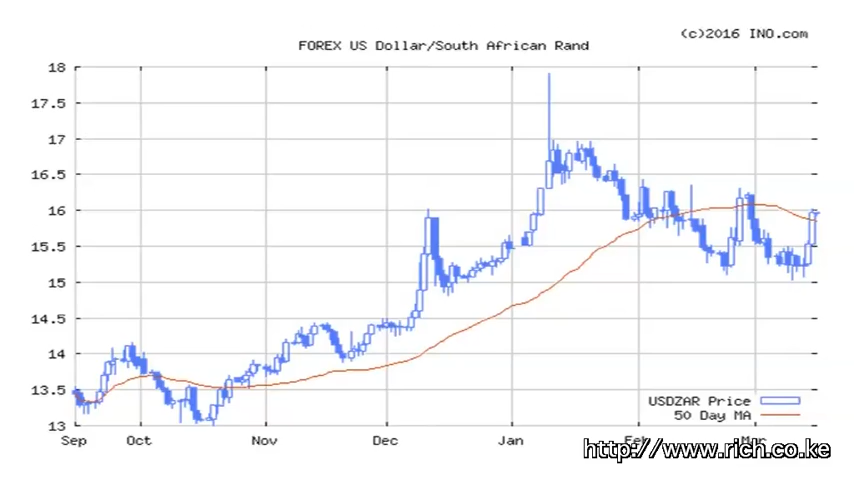 (c)2016 INO.com
FOREX US Dollar/South African Rand
18
17.5
17
16.5
16
15.5
15
14.5
14
13.5
13
USDZAR Price
50 Day MA
Sep Oct Nov Dec Jan Feb Mar
http://www.rich.co.ke